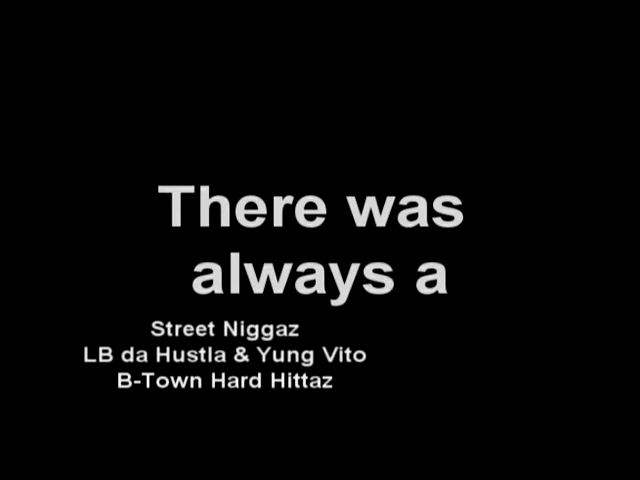 There was
always a
Street Niggaz
LB da Hustla & Yung Vito
B-Town Hard Hittaz